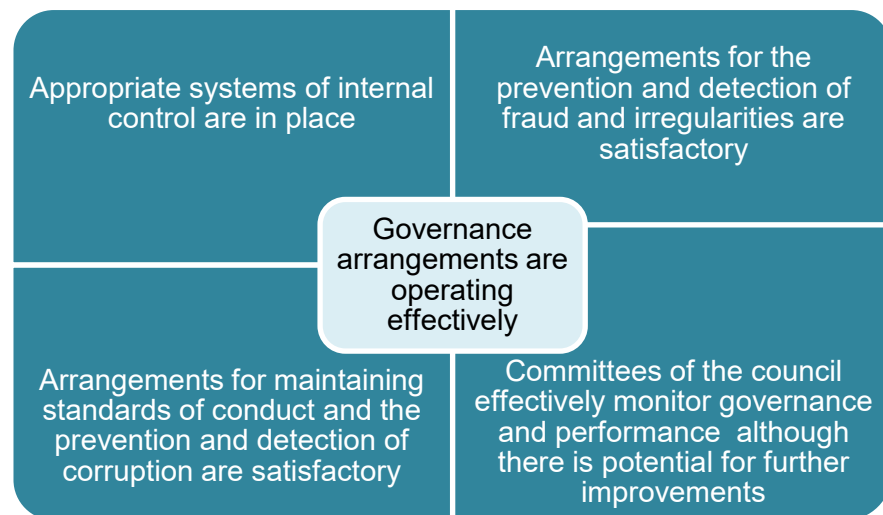 Appropriate systems of internal
control are in place
Arrangements for the
prevention and detection of
fraud and irregularities are
satisfactory
Governance
arrangements are
operating
effectively
Arrangements for maintaining
standards of conduct and the
prevention and detection of
corruption are satisfactory
Committees of the council
effectively monitor governance
and performance  although
there is potential for further
improvements